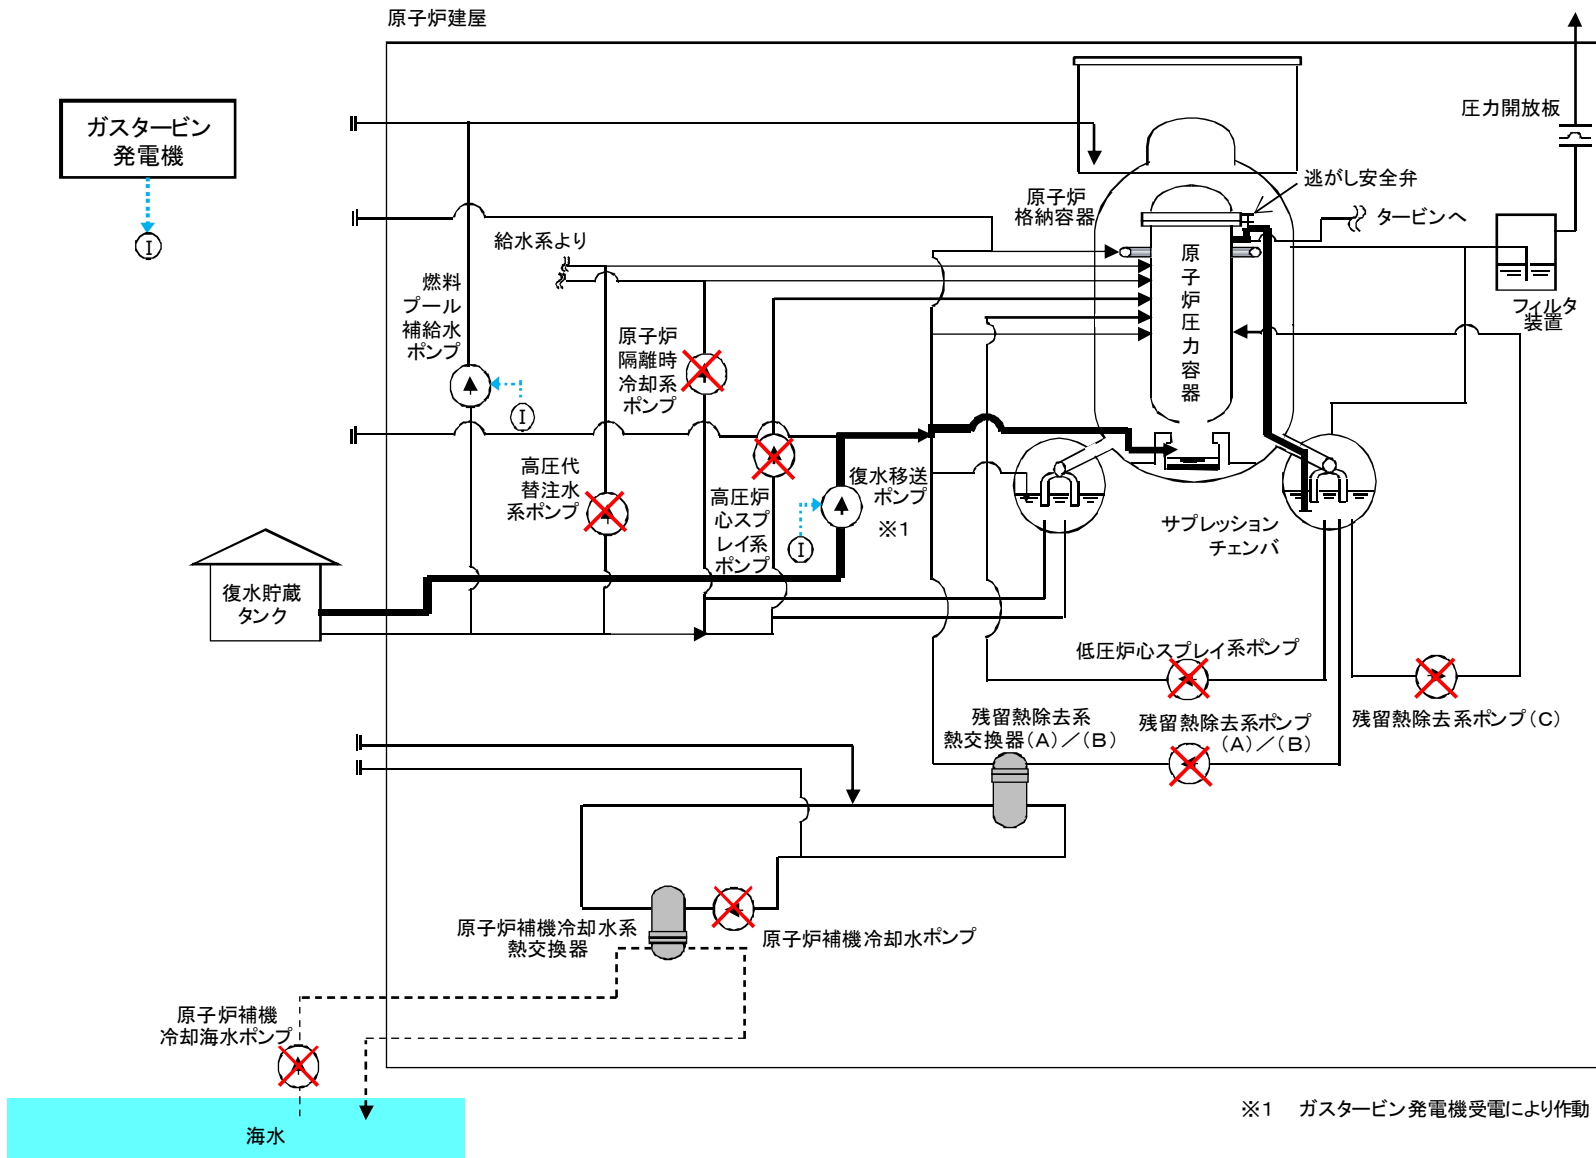 原子炉建屋
ガスタービン
発電機
I
圧力開放板
逃がし安全弁
原子炉
格納容器
タービンへ
給水系より
原子炉圧力容器
フィルタ
装置
燃料
プール
補給水
ポンプ
I
原子炉
隔離時
冷却系
ポンプ
高圧代
替注水
系ポンプ
高圧炉
心スプ
レイ系
ポンプ
復水移送
ポンプ
※1
I
サプレッション
チェンバ
復水貯蔵
タンク
低圧炉心スプレイ系ポンプ
残留熱除去系
熱交換器(A)/(B)
残留熱除去系ポンプ
(A)/(B)
残留熱除去系ポンプ(C)
原子炉補機冷却水系
熱交換器
原子炉補機冷却水ポンプ
原子炉補機
冷却海水ポンプ
海水
※1 ガスタービン発電機受電により作動